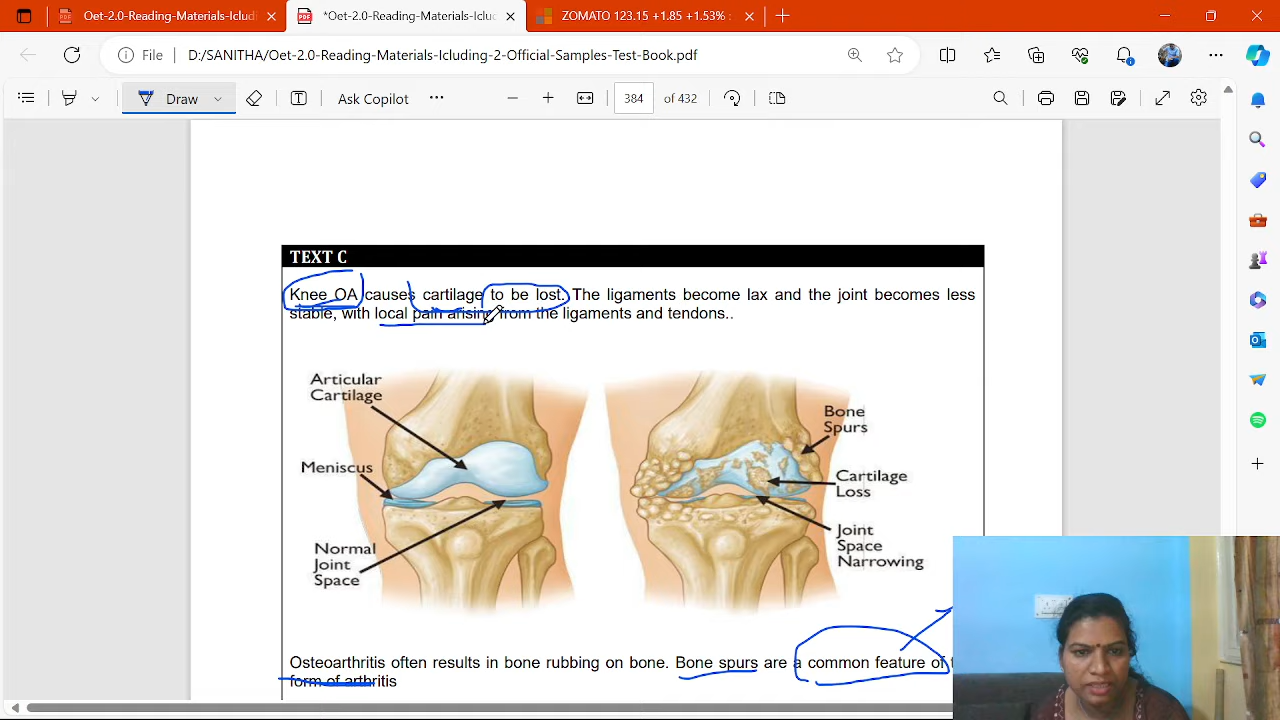 Oet-2.0-Reading-Materials-Icludi
*Oet-2.0-Reading-Materials-Icluc
ZOMATO 123.15 +1.85 +1.53%
File
D:/SANITHA/Oet-2.0-Reading-Materials-Icluding-2-Official-Samples-Test-Book.pdf
Draw
Ask Copilot
384 of 432
TEXT C
Knee OA causes cartilage to be lost. The ligaments become lax and the joint becomes less
stable, with local pain arising from the ligaments and tendons..
Articular
Cartilage
Meniscus
Normal
Joint
Space
Bone
Spurs
Cartilage
Loss
Joint
Space
Narrowing
Osteoarthritis often results in bone rubbing on bone. Bone spurs are a common feature of
form of arthritis